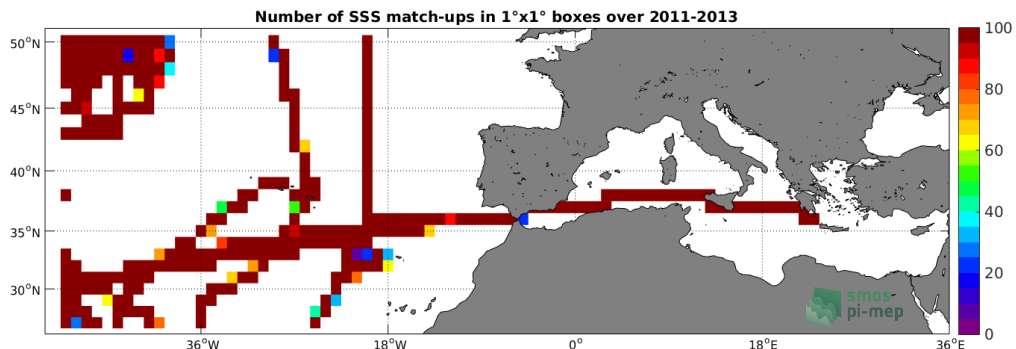 Number of SSS match-ups in 1°x1° boxes over 2011-2013
50°N
45°N
40°N
35°N
30°N
36°W
18°W
0°
18°E
36°E
100
80
60
40
20
0
smos
pi-mep